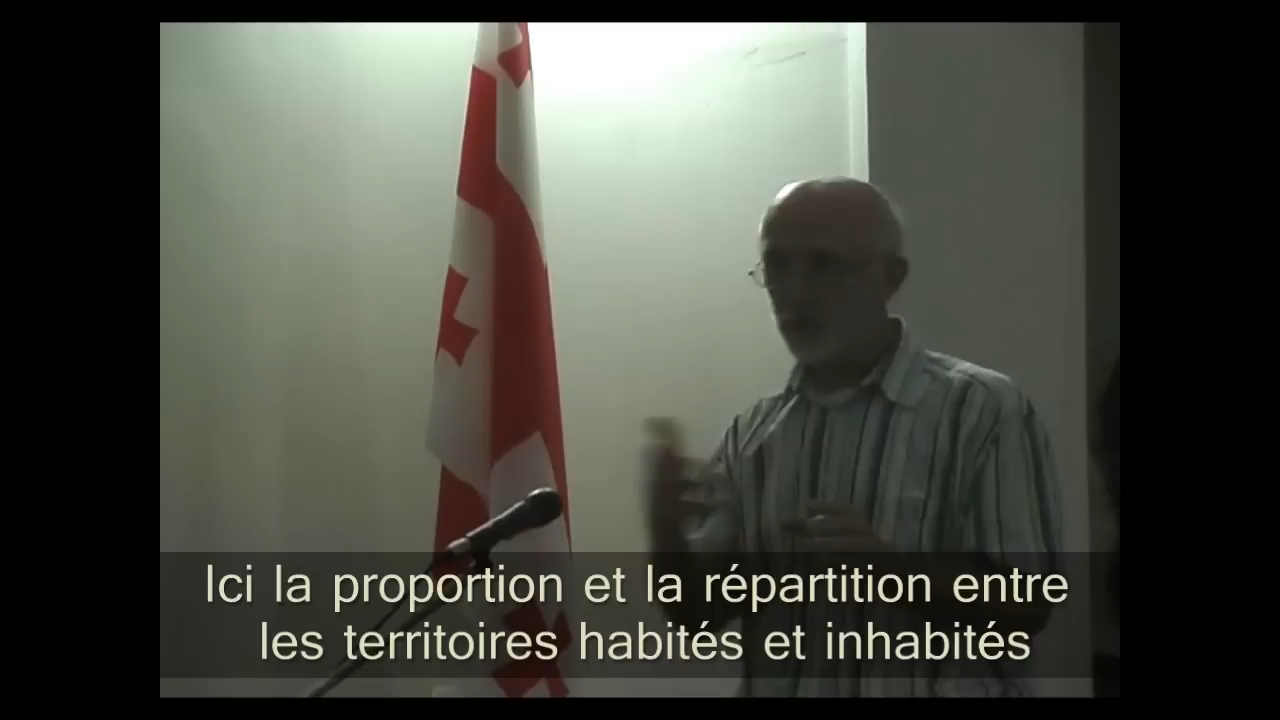 Ici la proportion et la répartition entre
les territoires habités et inhabités